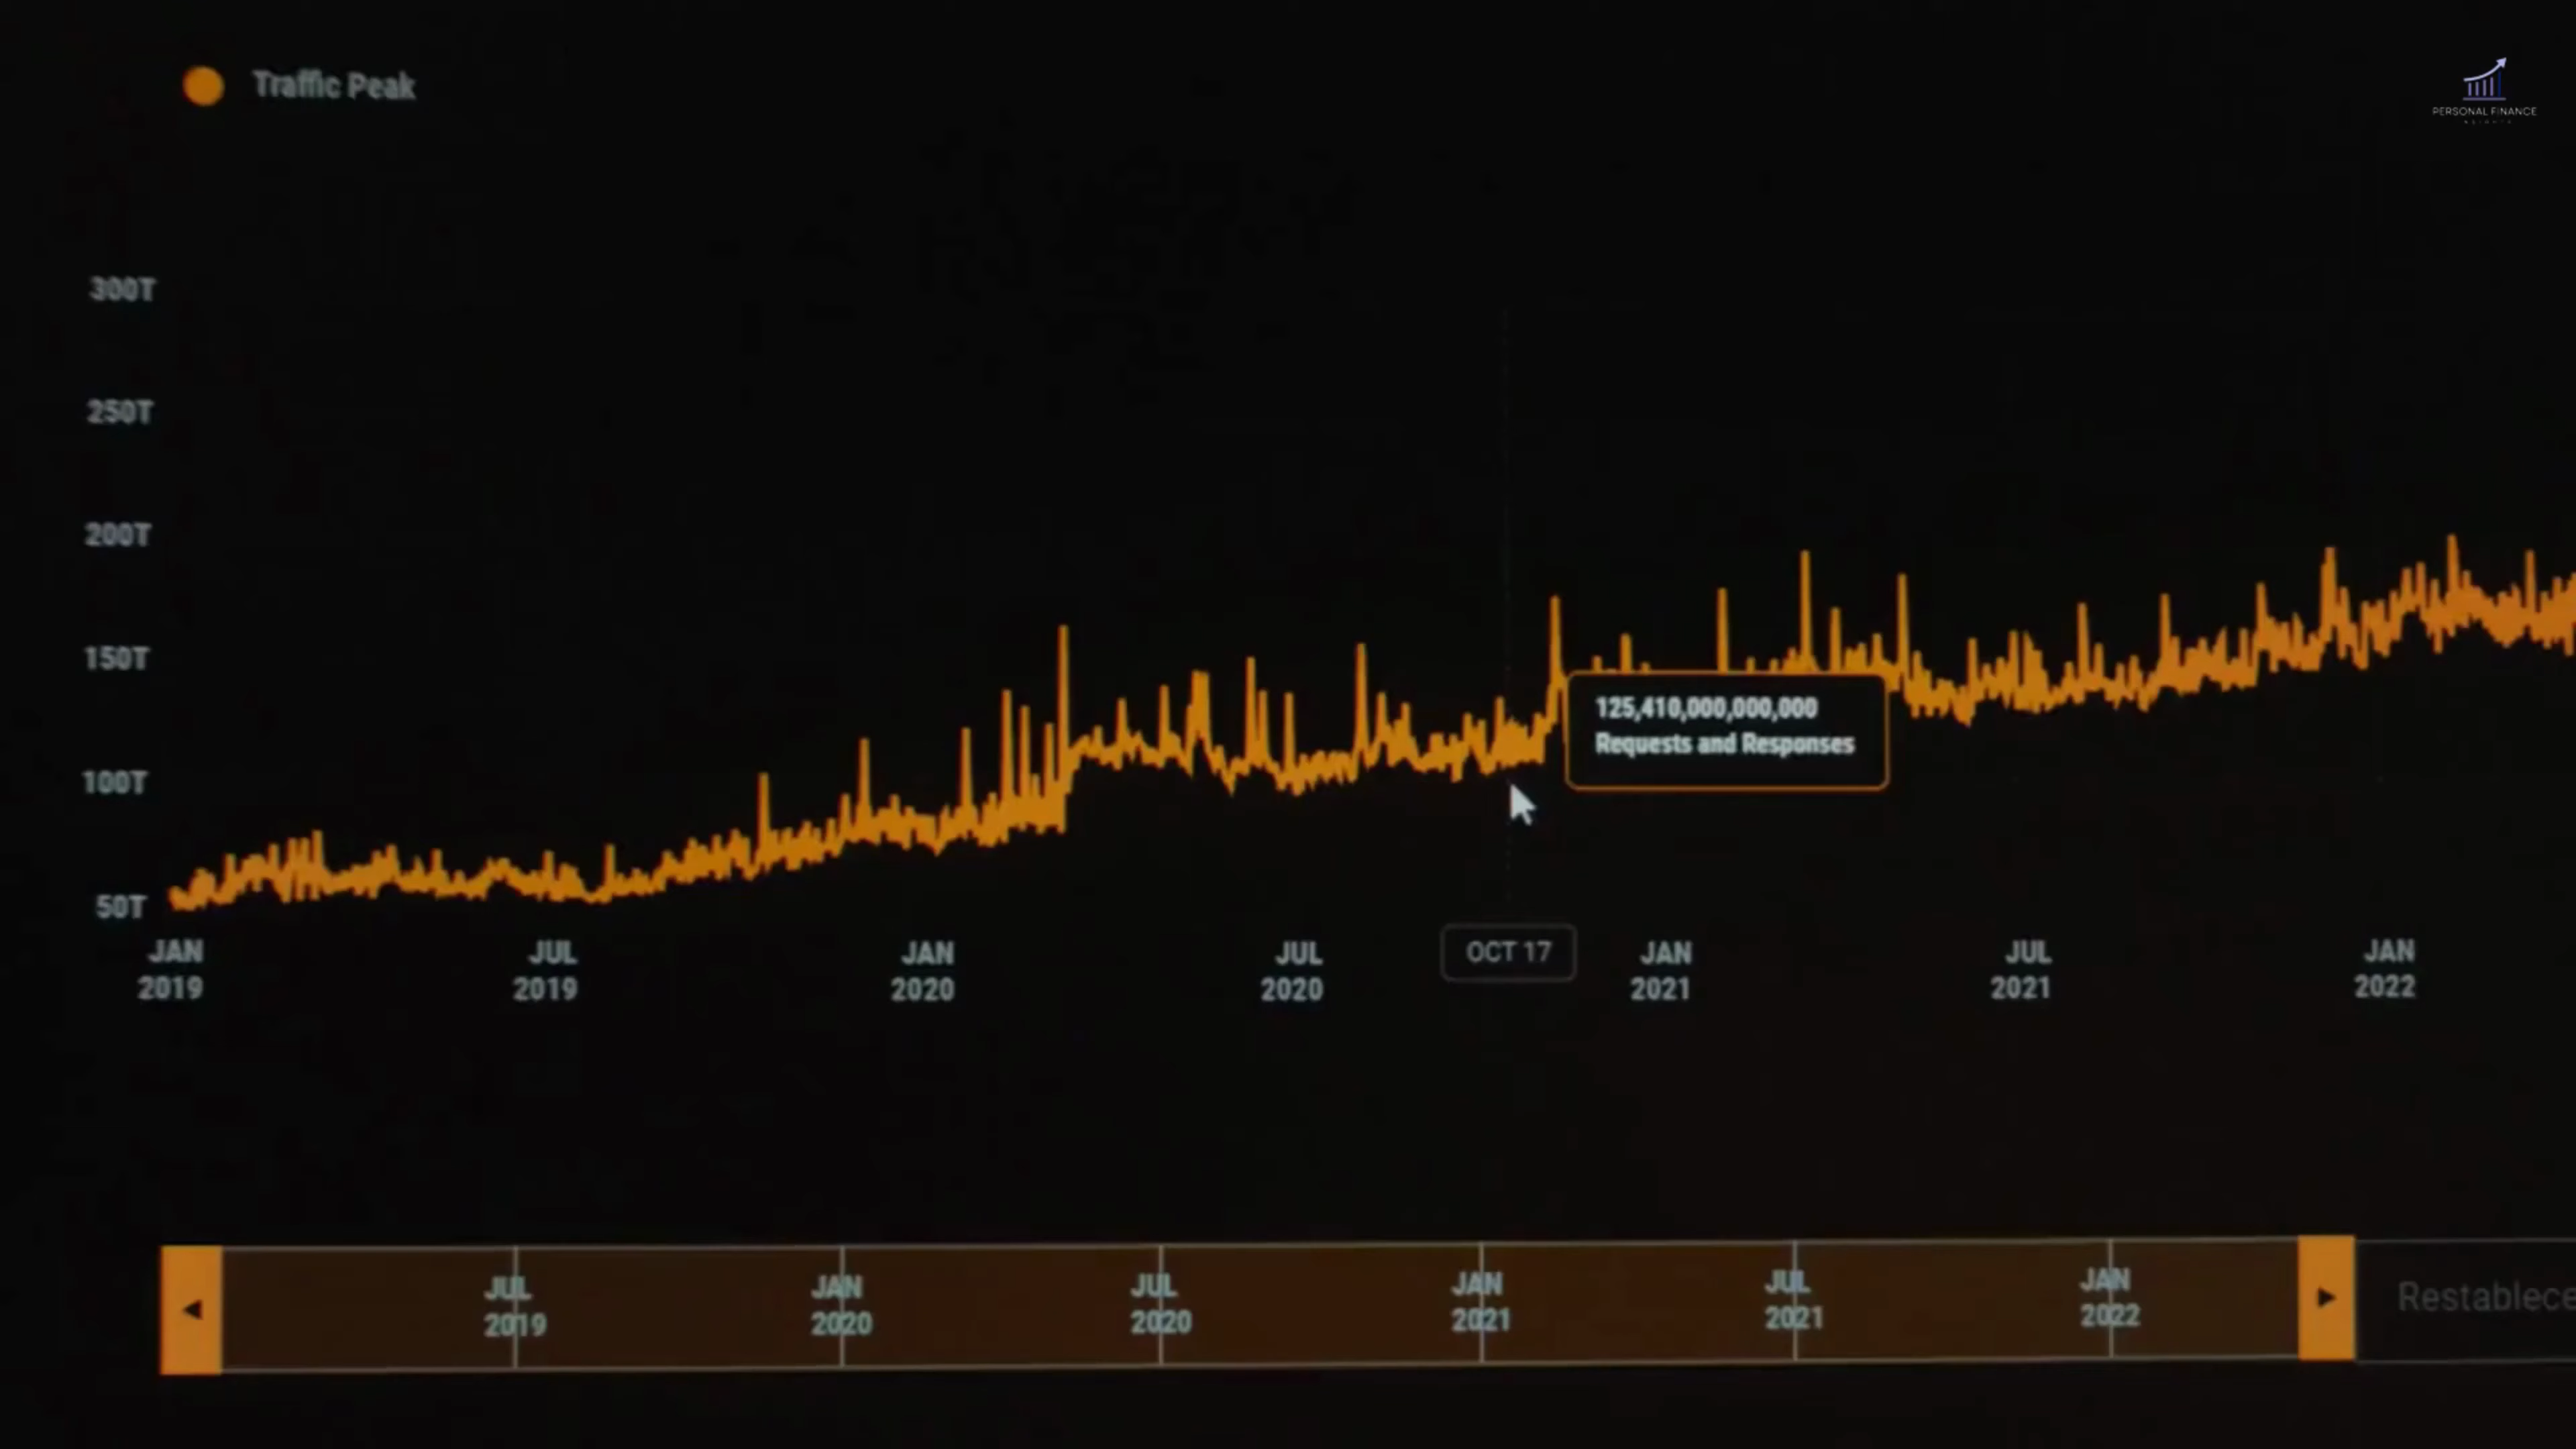 Traffic Peak
PERSONAL FINANCE
300T
250T
200T
150T
100T
50T
125,410,000,000,000
Requests and Responses
JAN
2019
JUL
2019
JAN
2020
JUL
2020
OCT 17
JAN
2021
JUL
2021
JAN
2022
JUL
2019
JAN
2020
JUL
2020
JAN
2021
JUL
2021
JAN
2022
Restablece